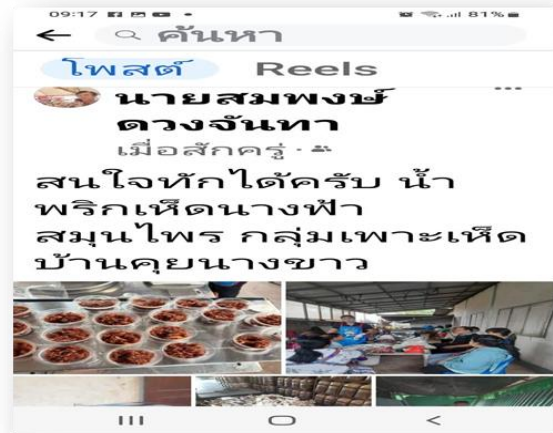 09:17 81%
ค้นหา
โพสต์ Reels
นายสมพงษ์
ดวงจันทา
เมื่อสักครู่ ·
สนใจทักได้ครับ น้ำ
พริกเห็ดนางฟ้า
สมุนไพร กลุ่มเพาะเห็ด
บ้านคุยนางขาว